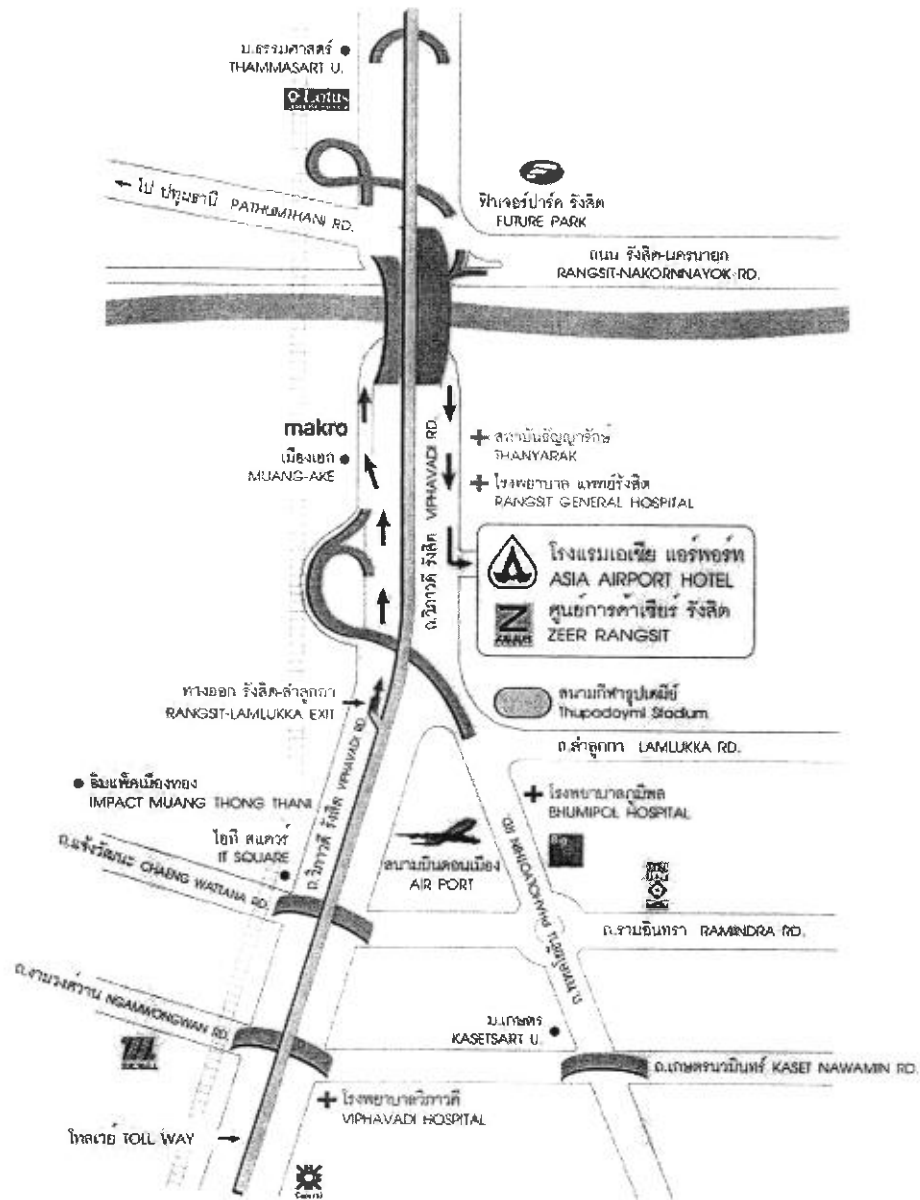 ม.ธรรมศาสตร์
THAMMASART U.
Lotus
ไป ปทุมธานี PATHUMTHANI RD.
ฟิวเจอร์ปาร์ค รังสิต
FUTURE PARK
ถนน รังสิต-นครนายก
RANGSIT-NAKORNNAYOK RD.
makro
เมืองเอก
MUANG-AKE
ถ.วิภาวดี รังสิต VIPHAVADI RD.
สถาบันธัญญารักษ์
THANYARAK
โรงพยาบาล แพทย์รังสิต
RANGSIT GENERAL HOSPITAL
โรงแรมเอเชีย แอร์พอร์ท
ASIA AIRPORT HOTEL
ศูนย์การค้าเซียร์ รังสิต
ZEER RANGSIT
ทางออก รังสิต-ลำลูกกา
RANGSIT-LAMLUKKA EXIT
สนามกีฬาธูปเตมีย์
Thupadaymi Stadium
ถ.ลำลูกกา LAMLUKKA RD.
อิมแพ็คเมืองทอง
IMPACT MUANG THONG THANI
ถ.วิภาวดี รังสิต VIPHAVADI RD.
โรงพยาบาลภูมิพล
BHUMIPOL HOSPITAL
ไอที สแควร์
IT SQUARE
สนามบินดอนเมือง
AIR PORT
ถ.แจ้งวัฒนะ CHAENG WATTANA RD.
ถ.พหลโยธิน PHAHOLYOTHIN RD.
ถ.รามอินทรา RAMINDRA RD.
ถ.งามวงศ์วาน NGAMWONGWAN RD.
ม.เกษตร
KASETSART U.
ถ.เกษตรนวมินทร์ KASET NAWAMIN RD.
โรงพยาบาลวิภาวดี
VIPHAVADI HOSPITAL
โทลเวย์ TOLL WAY
Central